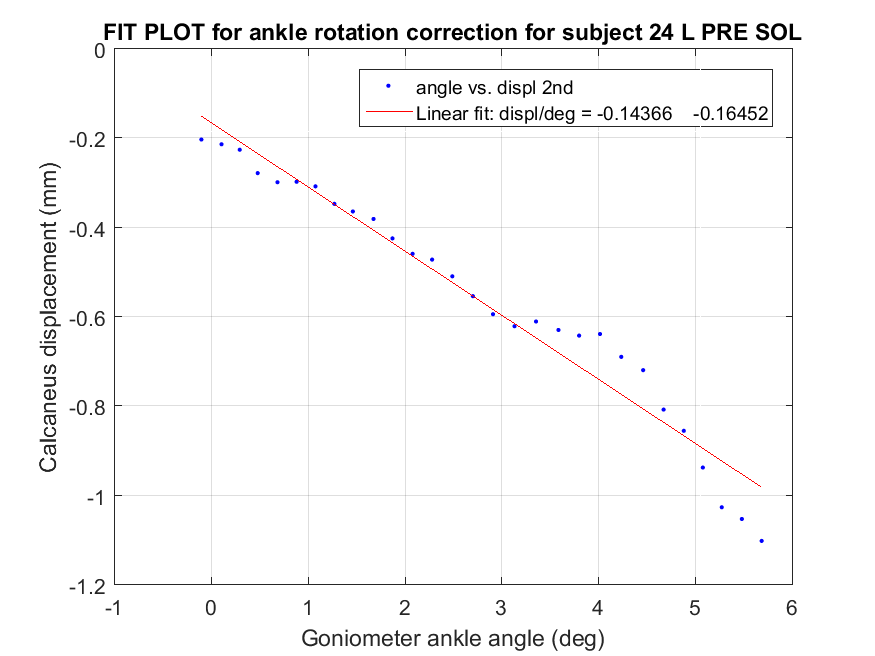 FIT PLOT for ankle rotation correction for subject 24 L PRE SOL
0
angle vs. displ 2nd
Linear fit: displ/deg = -0.14366 -0.16452
-0.2
-0.4
-0.6
-0.8
-1
-1.2
Calcaneus displacement (mm)
-1 0 1 2 3 4 5 6
Goniometer ankle angle (deg)